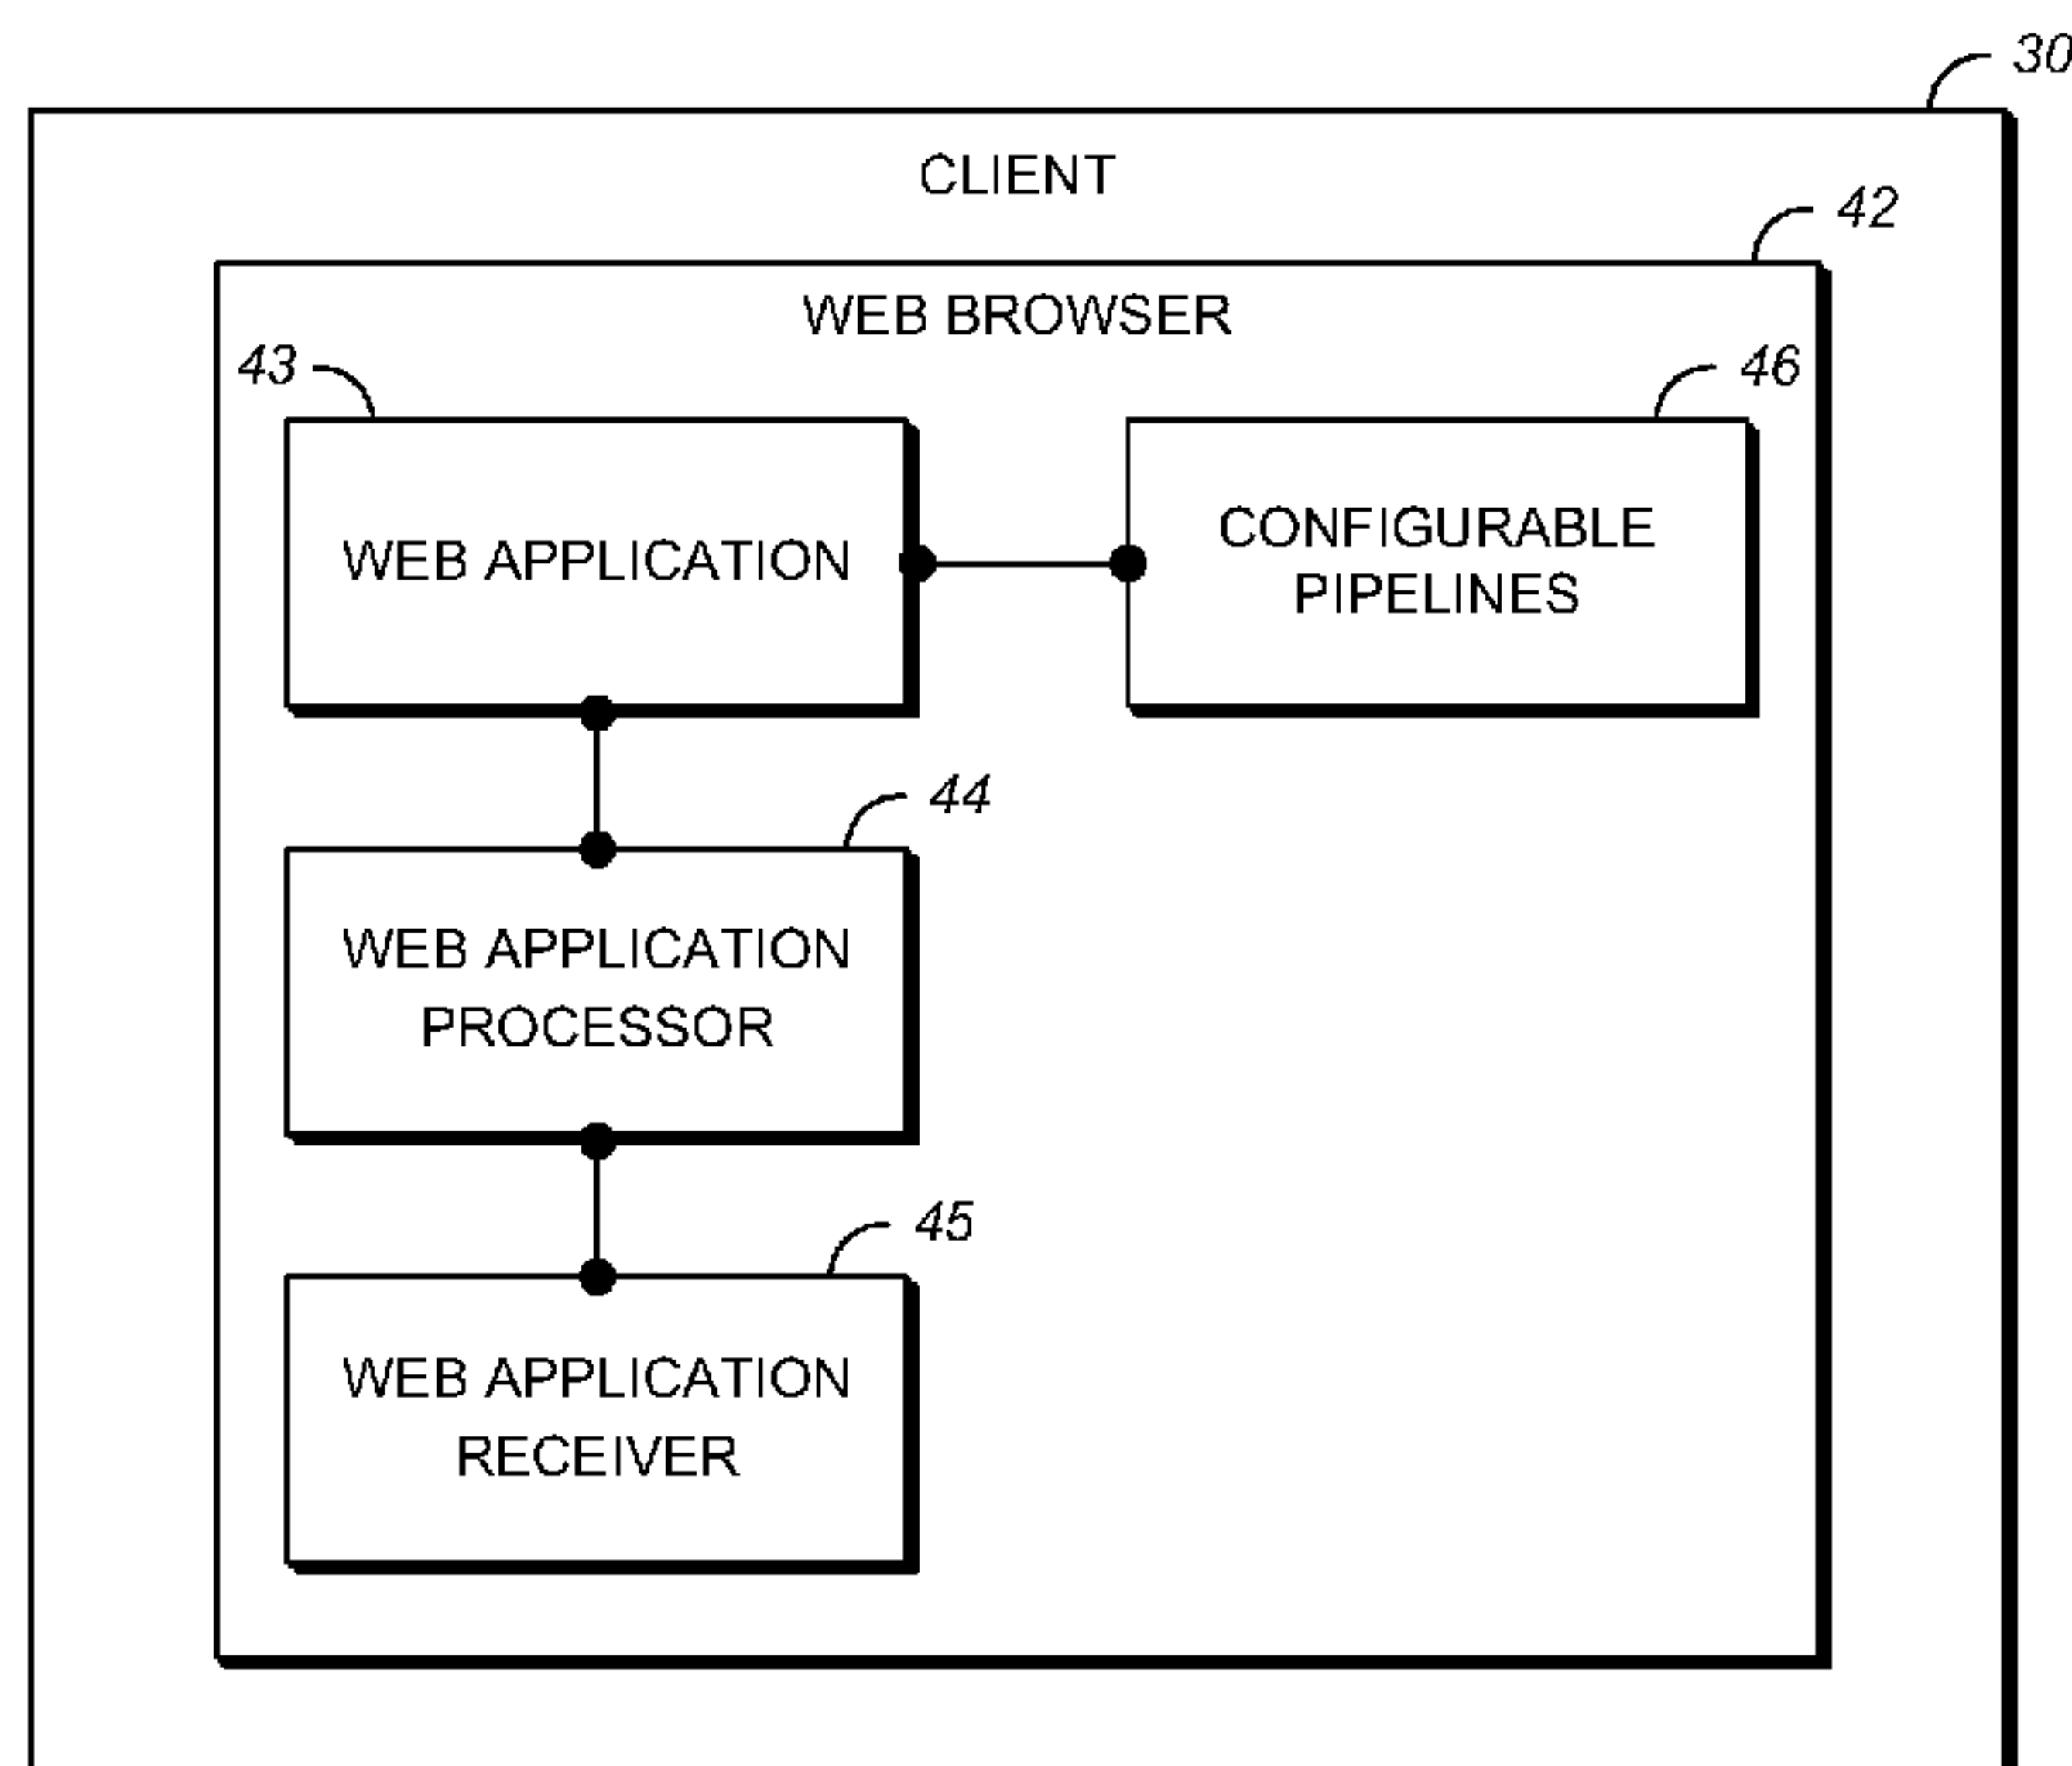 30
CLIENT
42
WEB BROWSER
43
46
WEB APPLICATION
CONFIGURABLE
PIPELINES
44
WEB APPLICATION
PROCESSOR
45
WEB APPLICATION
RECEIVER